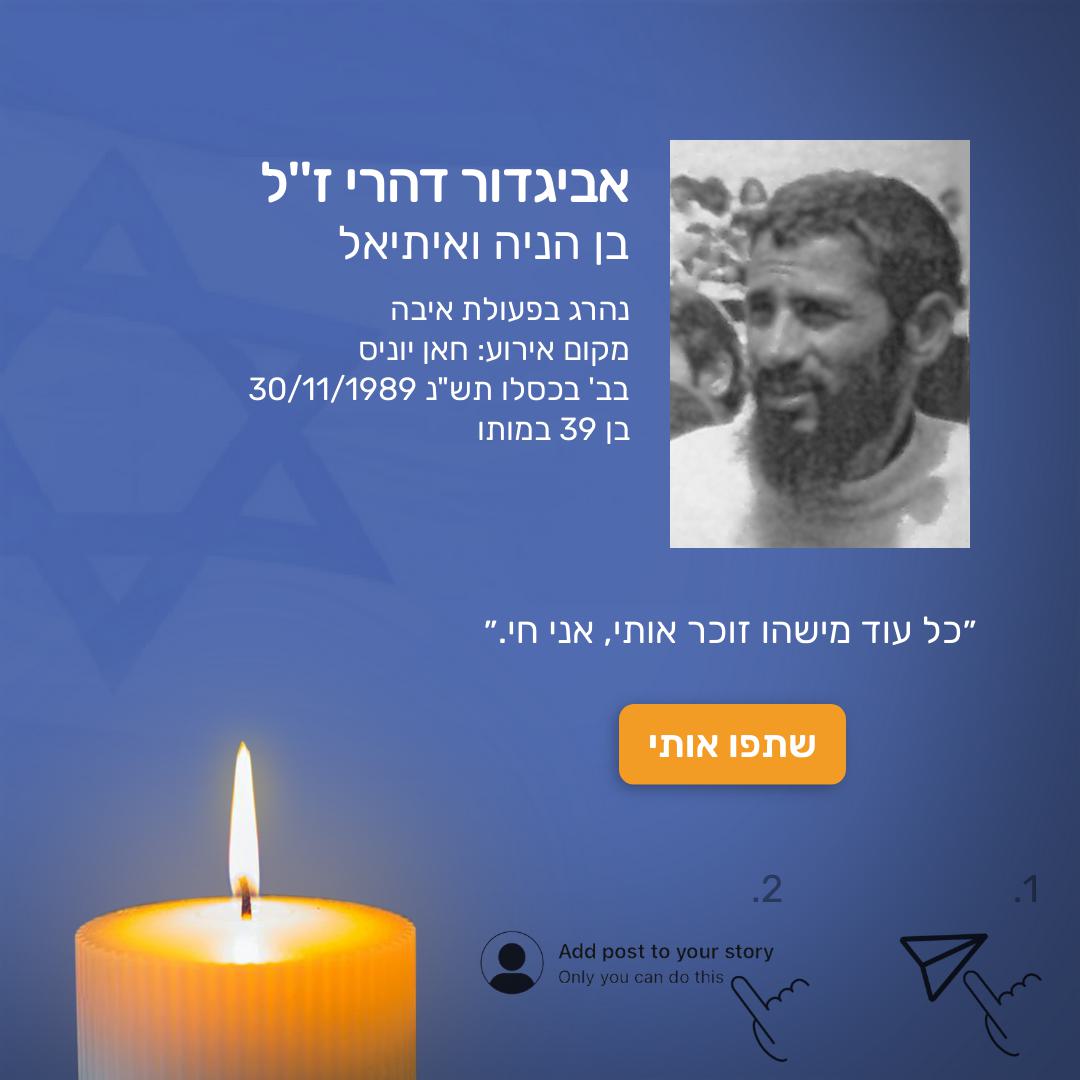 אביגדור דהרי ז"ל
בן הניה ואיתיאל
נהרג בפעולת איבה
מקום אירוע: חאן יוניס
בב' בכסלו תש"נ 30/11/1989
בן 39 במותו
״כל עוד מישהו זוכר אותי, אני חי.״
שתפו אותי
1.
2.
Add post to your story
Only you can do this